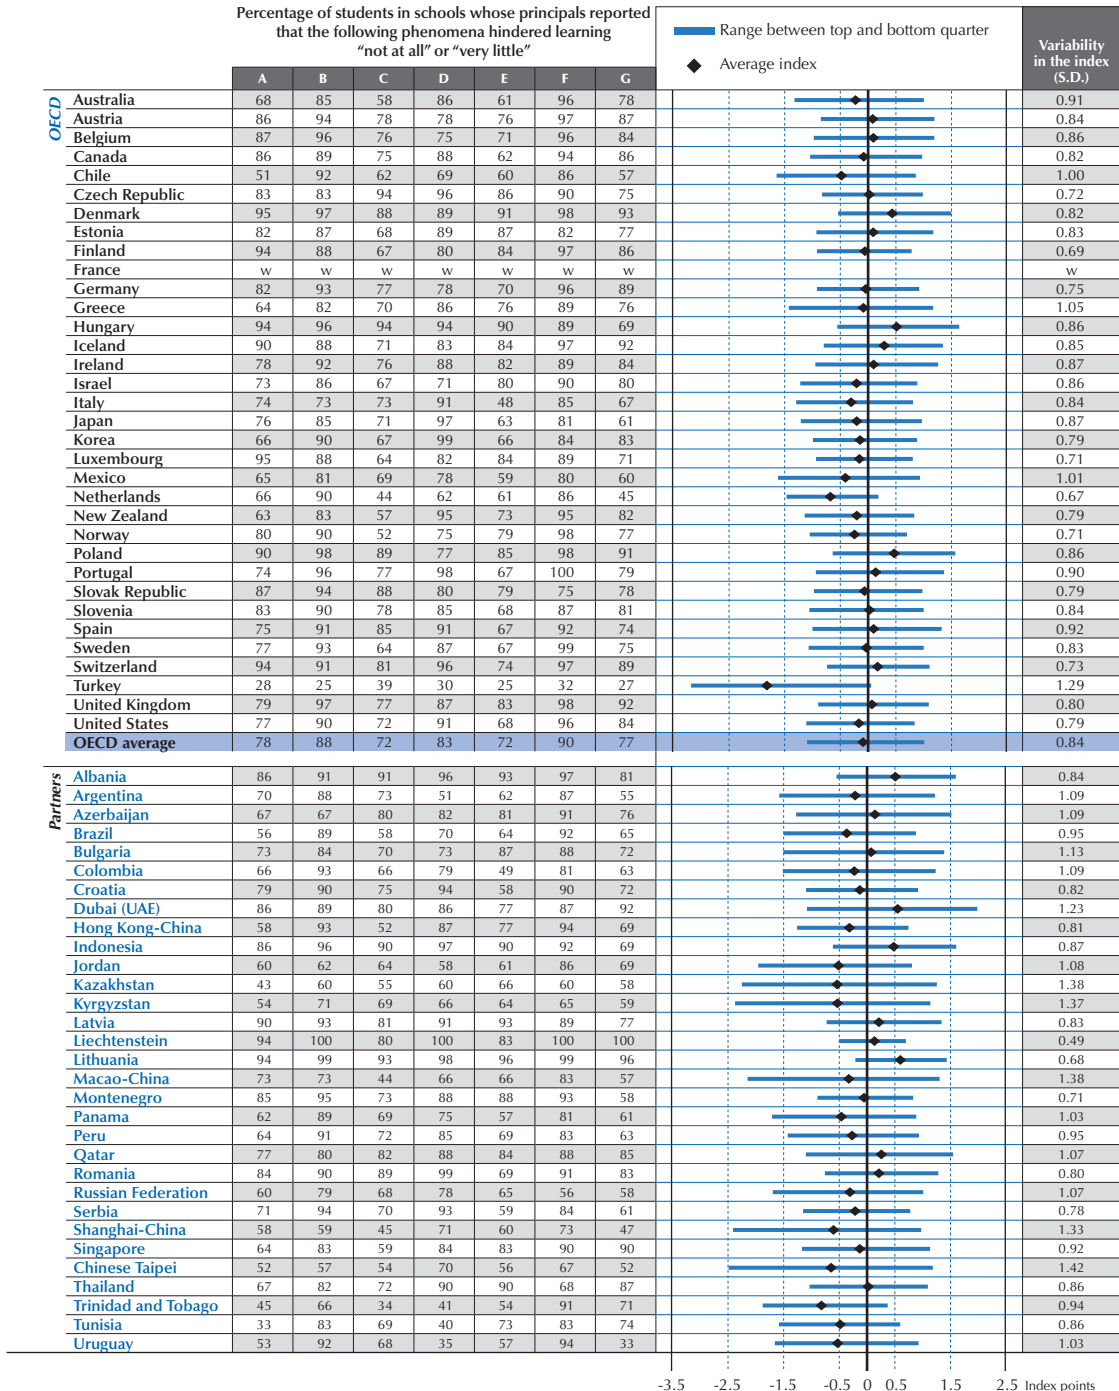 Percentage of students in schools whose principals reported
that the following phenomena hindered learning
“not at all” or “very little”
Range between top and bottom quarter
Average index
Variability
in the index
(S.D.)
A B C D E F G
OECD
Australia 68 85 58 86 61 96 78 0.91
Austria 86 94 78 78 76 97 87 0.84
Belgium 87 96 76 75 71 96 84 0.86
Canada 86 89 75 88 62 94 86 0.82
Chile 51 92 62 69 60 86 57 1.00
Czech Republic 83 83 94 96 86 90 75 0.72
Denmark 95 97 88 89 91 98 93 0.82
Estonia 82 87 68 89 87 82 77 0.83
Finland 94 88 67 80 84 97 86 0.69
France w w w w w w w w
Germany 82 93 77 78 70 96 89 0.75
Greece 64 82 70 86 76 89 76 1.05
Hungary 94 96 94 94 90 89 69 0.86
Iceland 90 88 71 83 84 97 92 0.85
Ireland 78 92 76 88 82 89 84 0.87
Israel 73 86 67 71 80 90 80 0.86
Italy 74 73 73 91 48 85 67 0.84
Japan 76 85 71 97 63 81 61 0.87
Korea 66 90 67 99 66 84 83 0.79
Luxembourg 95 88 64 82 84 89 71 0.71
Mexico 65 81 69 78 59 80 60 1.01
Netherlands 66 90 44 62 61 86 45 0.67
New Zealand 63 83 57 95 73 95 82 0.79
Norway 80 90 52 75 79 98 77 0.71
Poland 90 98 89 77 85 98 91 0.86
Portugal 74 96 77 98 67 100 79 0.90
Slovak Republic 87 94 88 80 79 75 78 0.79
Slovenia 83 90 78 85 68 87 81 0.84
Spain 75 91 85 91 67 92 74 0.92
Sweden 77 93 64 87 67 99 75 0.83
Switzerland 94 91 81 96 74 97 89 0.73
Turkey 28 25 39 30 25 32 27 1.29
United Kingdom 79 97 77 87 83 98 92 0.80
United States 77 90 72 91 68 96 84 0.79
OECD average 78 88 72 83 72 90 77 0.84
Partners
Albania 86 91 91 96 93 97 81 0.84
Argentina 70 88 73 51 62 87 55 1.09
Azerbaijan 67 67 80 82 81 91 76 1.09
Brazil 56 89 58 70 64 92 65 0.95
Bulgaria 73 84 70 73 87 88 72 1.13
Colombia 66 93 66 79 49 81 63 1.09
Croatia 79 90 75 94 58 90 72 0.82
Dubai (UAE) 86 89 80 86 77 87 92 1.23
Hong Kong-China 58 93 52 87 77 94 69 0.81
Indonesia 86 96 90 97 90 92 69 0.87
Jordan 60 62 64 58 61 86 69 1.08
Kazakhstan 43 60 55 60 66 60 58 1.38
Kyrgyzstan 54 71 69 66 64 65 59 1.37
Latvia 90 93 81 91 93 89 77 0.83
Liechtenstein 94 100 80 100 83 100 100 0.49
Lithuania 94 99 93 98 96 99 96 0.68
Macao-China 73 73 44 66 66 83 57 1.38
Montenegro 85 95 73 88 88 93 58 0.71
Panama 62 89 69 75 57 81 61 1.03
Peru 64 91 72 85 69 83 63 0.95
Qatar 77 80 82 88 84 88 85 1.07
Romania 84 90 89 99 69 91 83 0.80
Russian Federation 60 79 68 78 65 56 58 1.07
Serbia 71 94 70 93 59 84 61 0.78
Shanghai-China 58 59 45 71 60 73 47 1.33
Singapore 64 83 59 84 83 90 90 0.92
Chinese Taipei 52 57 54 70 56 67 52 1.42
Thailand 67 82 72 90 90 68 87 0.86
Trinidad and Tobago 45 66 34 41 54 91 71 0.94
Tunisia 33 83 69 40 73 83 74 0.86
Uruguay 53 92 68 35 57 94 33 1.03
-3.5 -2.5 -1.5 -0.5 0 0.5 1.5 2.5 Index points